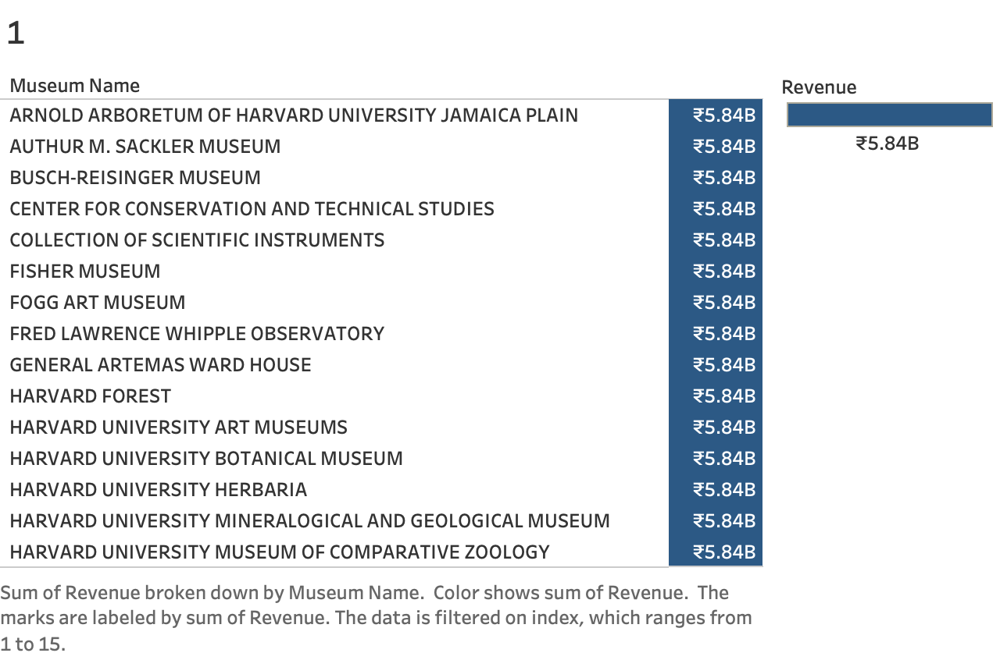 1
Museum Name
Revenue
ARNOLD ARBORETUM OF HARVARD UNIVERSITY JAMAICA PLAIN ₹5.84B
₹5.84B
AUTHUR M. SACKLER MUSEUM ₹5.84B
BUSCH-REISINGER MUSEUM ₹5.84B
CENTER FOR CONSERVATION AND TECHNICAL STUDIES ₹5.84B
COLLECTION OF SCIENTIFIC INSTRUMENTS ₹5.84B
FISHER MUSEUM ₹5.84B
FOGG ART MUSEUM ₹5.84B
FRED LAWRENCE WHIPPLE OBSERVATORY ₹5.84B
GENERAL ARTEMAS WARD HOUSE ₹5.84B
HARVARD FOREST ₹5.84B
HARVARD UNIVERSITY ART MUSEUMS ₹5.84B
HARVARD UNIVERSITY BOTANICAL MUSEUM ₹5.84B
HARVARD UNIVERSITY HERBARIA ₹5.84B
HARVARD UNIVERSITY MINERALOGICAL AND GEOLOGICAL MUSEUM ₹5.84B
HARVARD UNIVERSITY MUSEUM OF COMPARATIVE ZOOLOGY ₹5.84B
Sum of Revenue broken down by Museum Name.  Color shows sum of Revenue.  The
marks are labeled by sum of Revenue. The data is filtered on index, which ranges from
1 to 15.